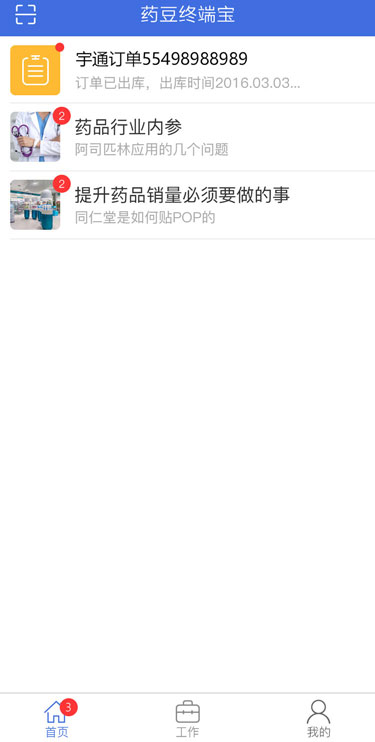 药豆终端宝
宇通订单55498988989
订单已出库，出库时间2016.03.03...
2
药品行业内参
阿司匹林应用的几个问题
2
提升药品销量必须要做的事
同仁堂是如何贴POP的
3
首页
工作
我的